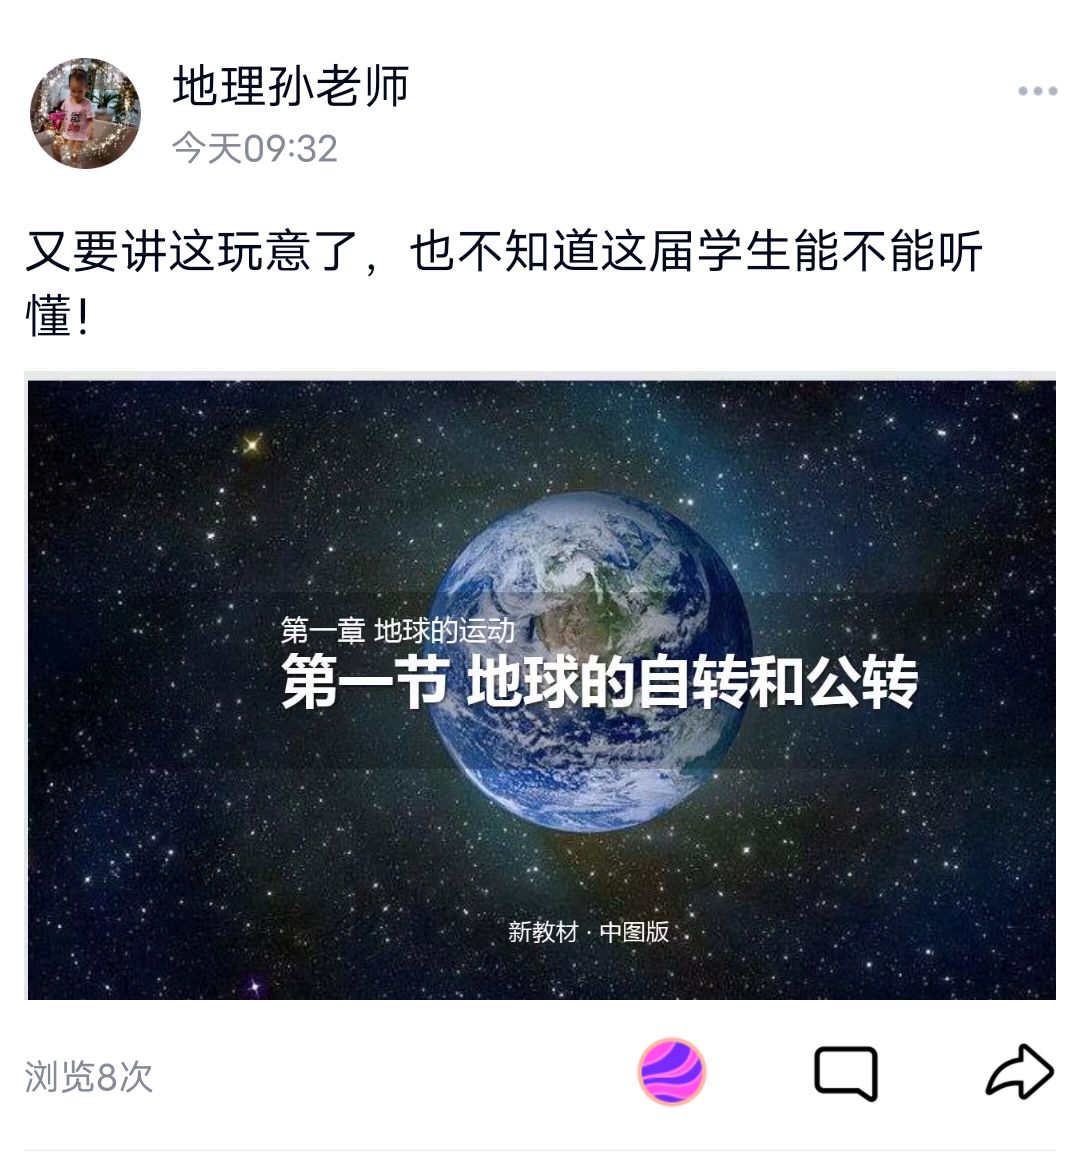 地理孙老师
今天09:32
又要讲这玩意了，也不知道这届学生能不能听
懂！
第一章 地球的运动
第一节 地球的自转和公转
新教材 · 中图版
浏览8次